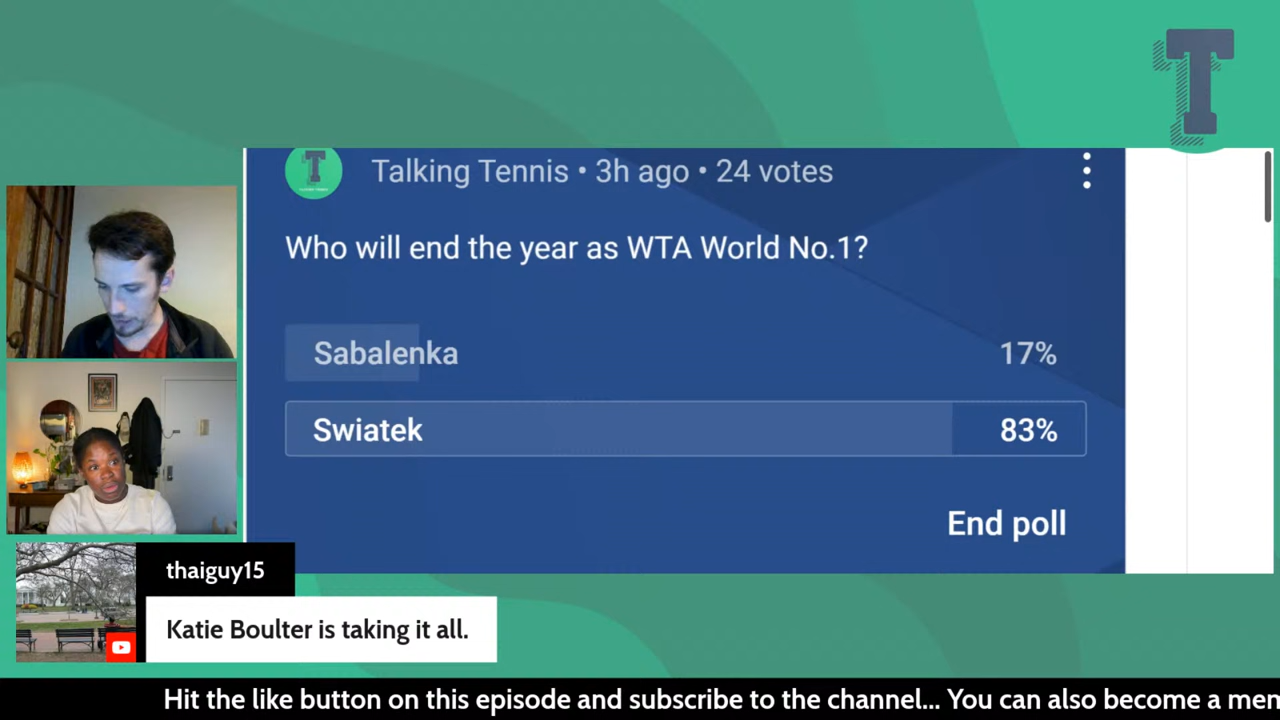 T
Talking Tennis • 3h ago • 24 votes
Who will end the year as WTA World No.1?
Sabalenka 17%
Swiatek 83%
End poll
thaiguy15
Katie Boulter is taking it all.
Hit the like button on this episode and subscribe to the channel... You can also become a mem